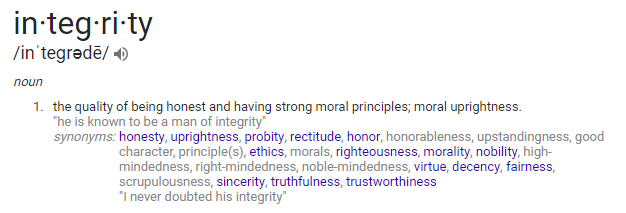 in·teg·ri·ty
/inˈtegrədē/
noun
1. the quality of being honest and having strong moral principles; moral uprightness.
"he is known to be a man of integrity"
synonyms: honesty, uprightness, probity, rectitude, honor, honorableness, upstandingness, good
character, principle(s), ethics, morals, righteousness, morality, nobility, high-
mindedness, right-mindedness, noble-mindedness, virtue, decency, fairness,
scrupulousness, sincerity, truthfulness, trustworthiness
"I never doubted his integrity"